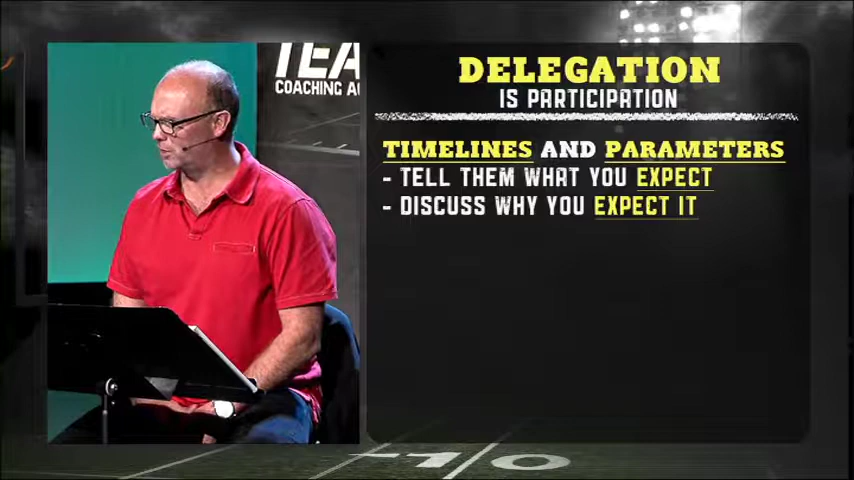 TEA
COACHING A
DELEGATION
IS PARTICIPATION
TIMELINES AND PARAMETERS
- TELL THEM WHAT YOU EXPECT
- DISCUSS WHY YOU EXPECT IT
-10